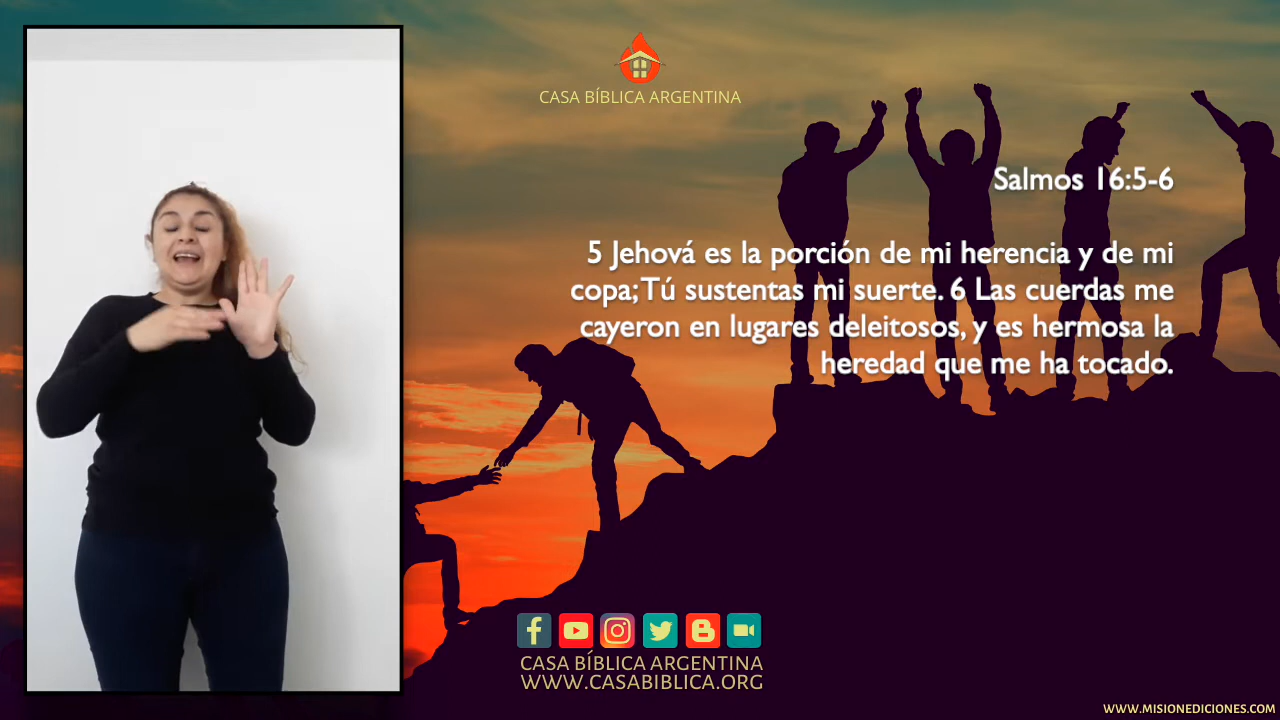 CASA BÍBLICA ARGENTINA
Salmos 16:5-6
5 Jehová es la porción de mi herencia y de mi
copa; Tú sustentas mi suerte. 6 Las cuerdas me
cayeron en lugares deleitosos, y es hermosa la
heredad que me ha tocado.
CASA BÍBLICA ARGENTINA
WWW.CASABIBLICA.ORG
WWW.MISIONEDICIONES.COM